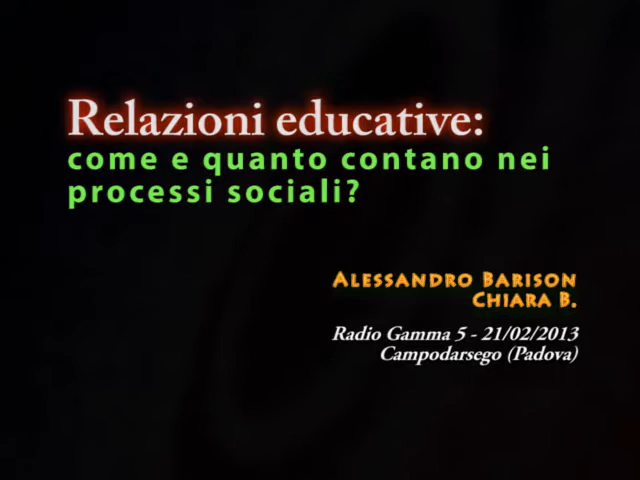 Relazioni educative:
come e quanto contano nei
processi sociali?
ALESSANDRO BARISON
CHIARA B.
Radio Gamma 5 - 21/02/2013
Campodarsego (Padova)